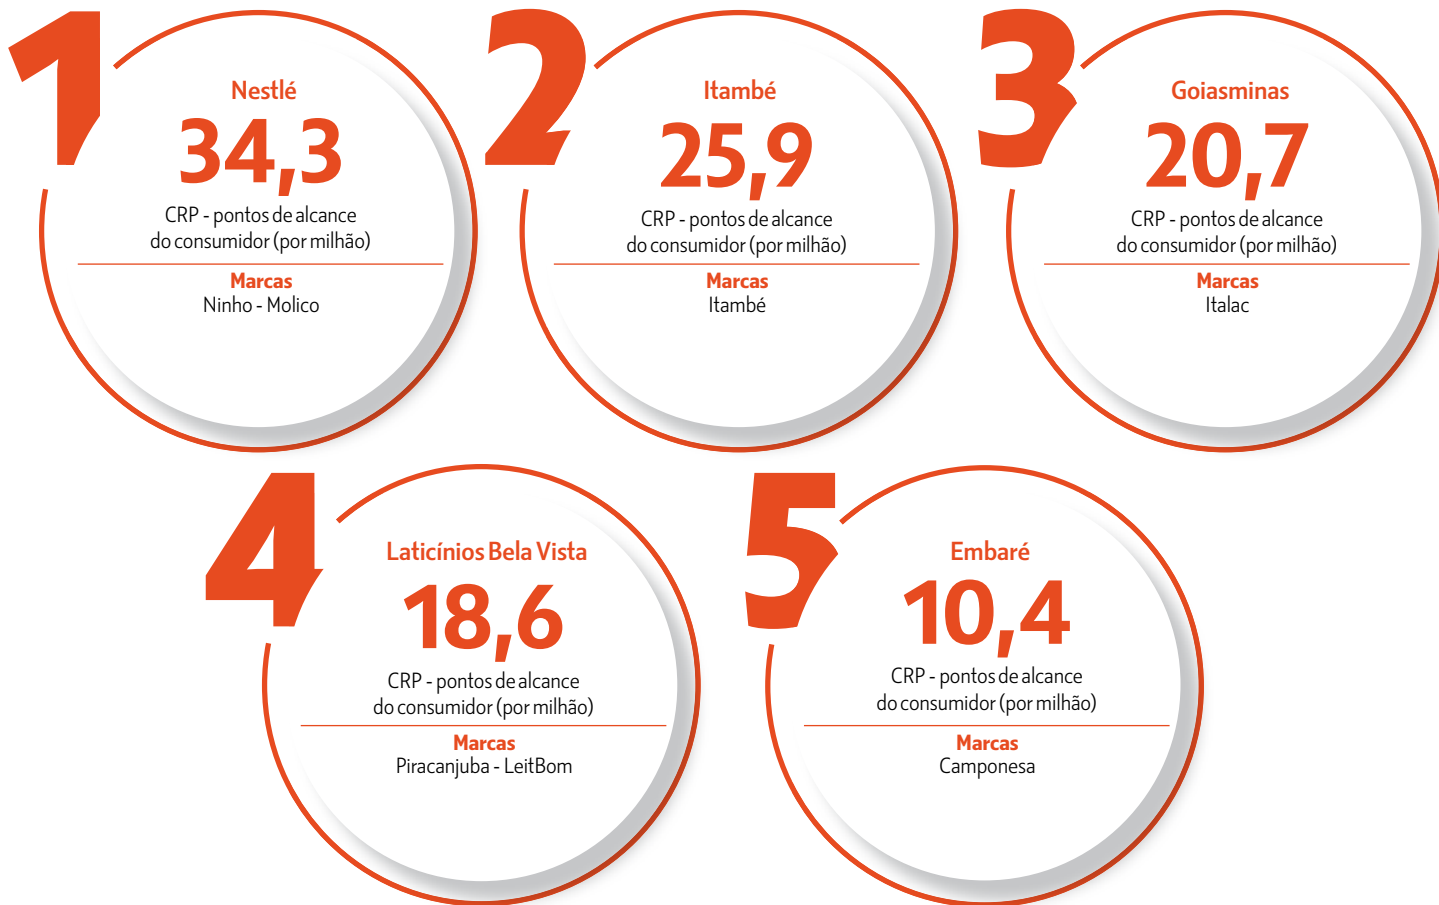 1
Nestlé
34,3
CRP - pontos de alcance
do consumidor (por milhão)
Marcas
Ninho - Molico
2
Itambé
25,9
CRP - pontos de alcance
do consumidor (por milhão)
Marcas
Itambé
3
Goiasminas
20,7
CRP - pontos de alcance
do consumidor (por milhão)
Marcas
Italac
4
Laticínios Bela Vista
18,6
CRP - pontos de alcance
do consumidor (por milhão)
Marcas
Piracanjuba - LeitBom
5
Embaré
10,4
CRP - pontos de alcance
do consumidor (por milhão)
Marcas
Camponesa